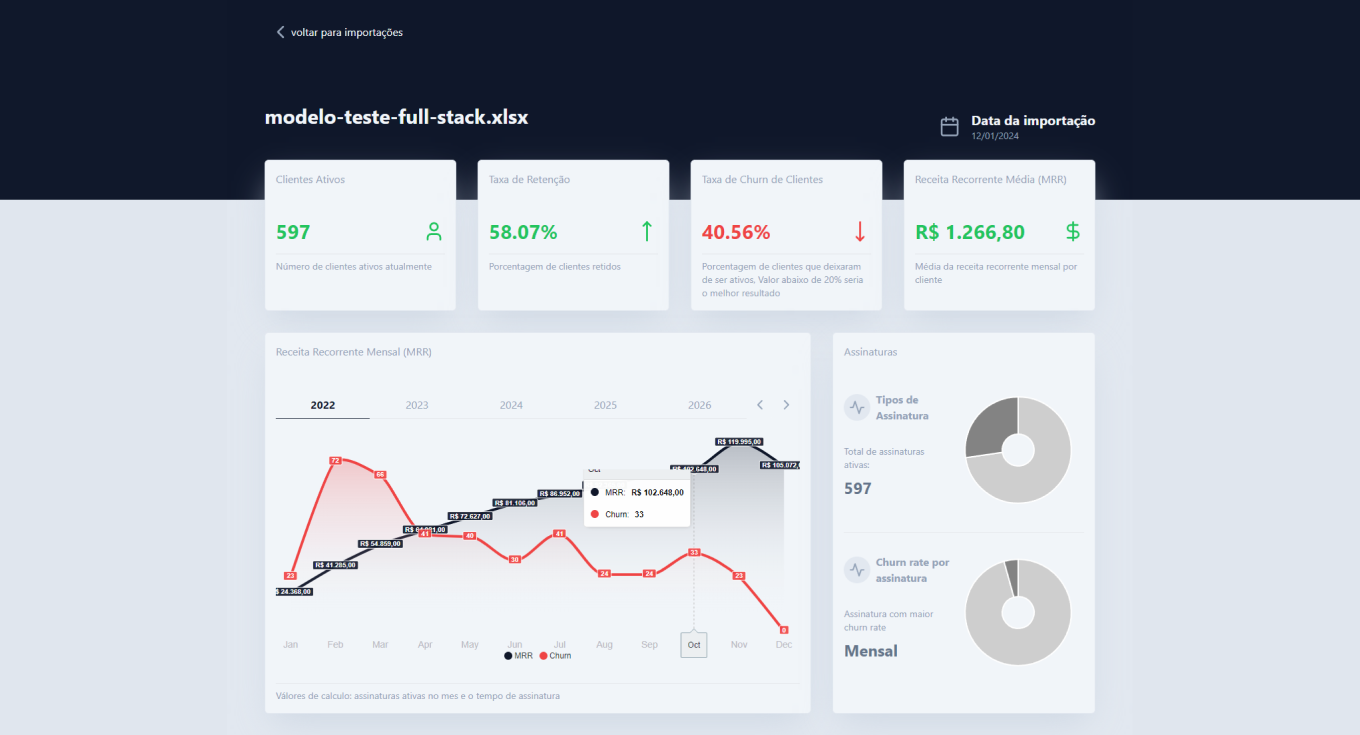 voltar para importações
modelo-teste-full-stack.xlsx
Data da importação
12/01/2024
Clientes Ativos
597
Número de clientes ativos atualmente
Taxa de Retenção
58.07%
Porcentagem de clientes retidos
Taxa de Churn de Clientes
40.56%
Porcentagem de clientes que deixaram
de ser ativos, Valor abaixo de 20% seria
o melhor resultado
Receita Recorrente Média (MRR)
R$ 1.266,80
Média da receita recorrente mensal por
cliente
Receita Recorrente Mensal (MRR)
2022 2023 2024 2025 2026
R$ 119.995,00
72
R$ 102.648,00
R$ 105.072,
66
Oct
R$ 86.952,00
MRR: R$ 102.648,00
R$ 81.106,00
R$ 72.627,00
Churn: 33
41 40 41
R$ 54.859,00
33
30
R$ 41.285,00
23 24 24 23
$ 24.368,00
0
Jan Feb Mar Apr May Jun Jul Aug Sep Oct Nov Dec
MRR Churn
Válores de calculo: assinaturas ativas no mes e o tempo de assinatura
Assinaturas
Tipos de
Assinatura
Total de assinaturas
ativas:
597
Churn rate por
assinatura
Assinatura com maior
churn rate
Mensal